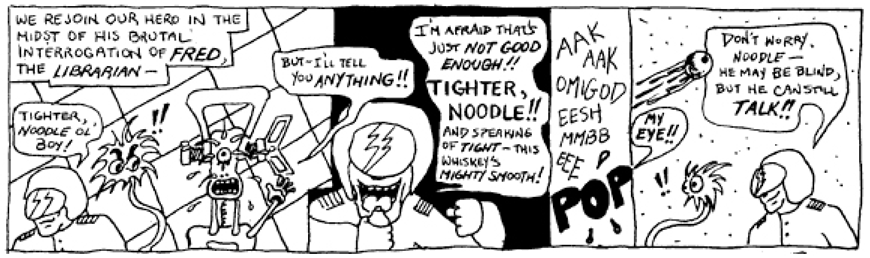 WE REJOIN OUR HERO IN THE
MIDST OF HIS BRUTAL
INTERROGATION OF FRED,
THE LIBRARIAN—
TIGHTER,
NOODLE OL'
BOY!
!!
BUT–I'LL TELL
YOU ANYTHING!!
I'M AFRAID THAT'S
JUST NOT GOOD
ENOUGH!!
TIGHTER,
NOODLE!!
AND SPEAKING
OF TIGHT–THIS
WHISKEY'S
MIGHTY SMOOTH!
AAK
AAK
OMIGOD
EESH
MMBB
EEE
POP
MY
EYE!!
!!
DON'T WORRY,
NOODLE—
HE MAY BE BLIND,
BUT HE CAN STILL
TALK!!